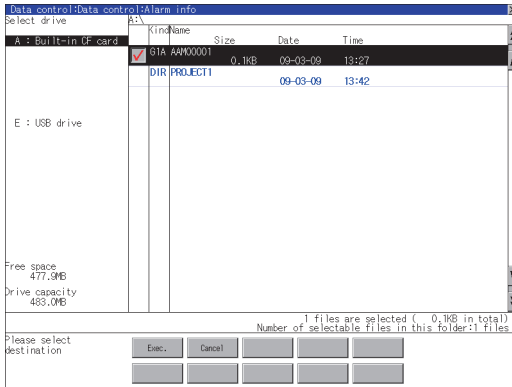 Data control:Data control:Alarm info
Select drive
A:\
Kind Name
Size Date Time
A : Built-in CF card
G1A AAM00001
0.1KB 09-03-09 13:27
DIR PROJECT1
09-03-09 13:42
E : USB drive
Free space
477.9MB
Drive capacity
483.0MB
1 files are selected ( 0.1KB in total)
Number of selectable files in this folder:1 files
Please select
destination
Exec. Cancel